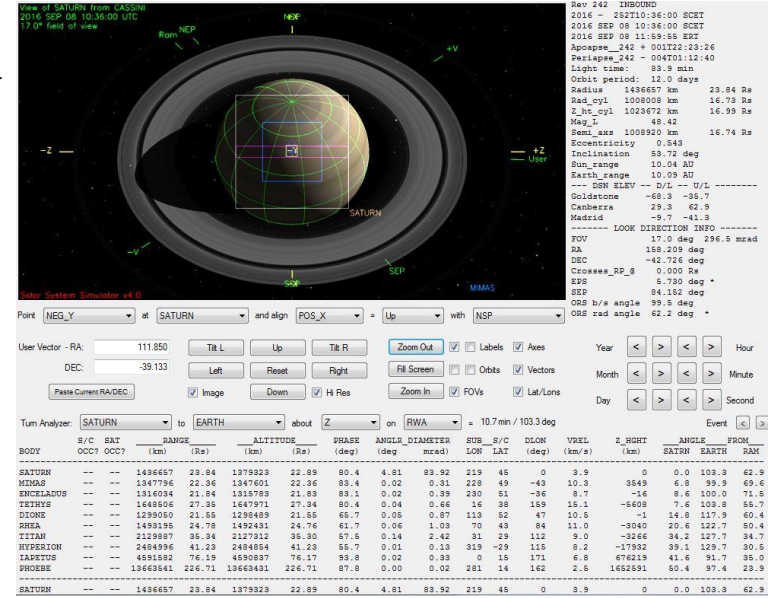 View of SATURN from CASSINI
2016 SEP 08 10:36:00 UTC
17.0° field of view
NEP
Ram
NSP
+V
-Z
-Y
+Z
User
SATURN
-V
SEP
SSP
MIMAS
Solar System Simulator v4.0
Rev 242 INBOUND
2016 - 252T10:36:00 SCET
2016 SEP 08 10:36:00 SCET
2016 SEP 08 11:59:55 ERT
Apoapse_242 + 001T22:23:26
Periapse_242 - 004T01:12:40
Light time: 83.9 min
Orbit period: 12.0 days
Radius 1436657 km 23.84 Rs
Rad_cyl 1008008 km 16.73 Rs
Z_ht_cyl 1023672 km 16.99 Rs
Mag_L 48.42
Semi_axs 1008920 km 16.74 Rs
Eccentricity 0.543
Inclination 53.72 deg
Sun_range 10.04 AU
Earth_range 10.09 AU
--- DSN ELEV -- D/L -- U/L -------
Goldstone -68.3 -35.7
Canberra 29.3 62.9
Madrid -9.7 -41.3
------- LOOK DIRECTION INFO -------
FOV 17.0 deg 296.5 mrad
RA 158.209 deg
DEC -42.726 deg
Crosses_RP_@ 0.000 Rs
EPS 5.730 deg *
SEP 84.152 deg
ORS b/s angle 99.5 deg
ORS rad angle 62.2 deg *
Point NEG_Y at SATURN and align POS_X = Up with NSP
User Vector - RA: 111.850 Tilt L Up Tilt R Zoom Out Labels Axes Year < > < > Hour
DEC: -39.133 Left Reset Right Fill Screen Orbits Vectors Month < > < > Minute
Paste Current RA/DEC Image Down Hi Res Zoom In FOVs Lat/Lons Day < > < > Second
Turn Analyzer: SATURN to EARTH about Z on RWA = 10.7 min / 103.3 deg Event < >
S/C SAT RANGE ALTITUDE PHASE ANGLR_DIAMETER SUB_S/C DLON VREL Z_HGHT ANGLE FROM
BODY OCC? OCC? (km) (Rs) (km) (Rs) (deg) (deg mrad) LON LAT (deg) (km/s) (km) SATRN EARTH RAM
SATURN -- -- 1436657 23.84 1379323 22.89 80.4 4.81 83.92 219 45 0 3.9 0 0.0 103.3 62.9
MIMAS -- -- 1347796 22.36 1347601 22.36 83.4 0.02 0.31 228 49 -43 10.3 3549 6.8 99.9 69.6
ENCELADUS -- -- 1316034 21.84 1315783 21.83 83.1 0.02 0.39 230 51 -36 8.7 -16 8.6 100.0 71.5
TETHYS -- -- 1648506 27.35 1647971 27.34 80.4 0.04 0.66 16 38 159 15.1 -5608 7.6 103.8 55.7
DIONE -- -- 1299050 21.55 1298489 21.55 65.7 0.05 0.87 113 52 47 10.5 -1 14.8 117.9 60.4
RHEA -- -- 1493195 24.78 1492431 24.76 61.7 0.06 1.03 70 43 84 11.0 -3040 20.6 122.7 50.4
TITAN -- -- 2129887 35.34 2127312 35.30 57.5 0.14 2.42 31 29 112 9.0 -3266 34.2 127.7 34.7
HYPERION -- -- 2484996 41.23 2484854 41.23 55.7 0.01 0.13 319 -29 115 8.2 -17932 39.1 129.7 30.5
IAPETUS -- -- 4591582 76.19 4590837 76.17 93.8 0.02 0.33 0 15 171 6.8 676219 41.6 91.7 35.0
PHOEBE -- -- 13663541 226.71 13663431 226.71 87.8 0.00 0.02 281 14 162 2.5 1652591 50.4 97.4 23.9
SATURN -- -- 1436657 23.84 1379323 22.89 80.4 4.81 83.92 219 45 0 3.9 0 0.0 103.3 62.9